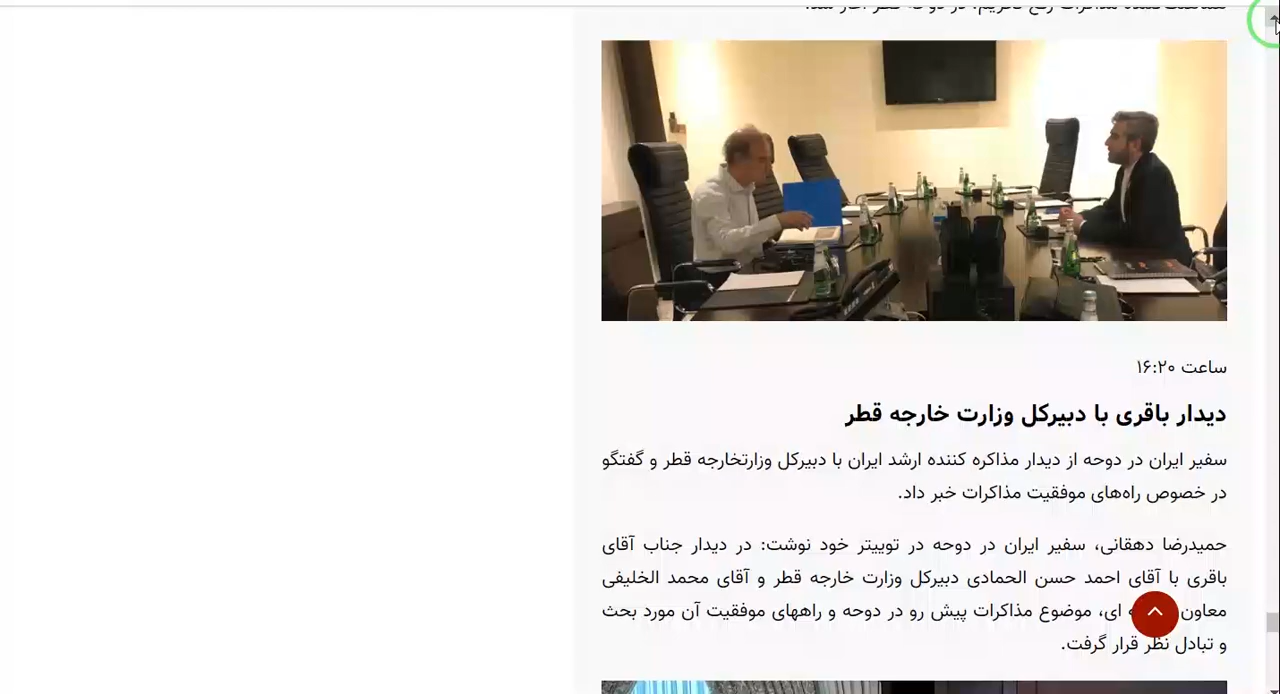 ساعت ۱۶:۲۰
دیدار باقری با دبیرکل وزارت خارجه قطر
سفیر ایران در دوحه از دیدار مذاکره کننده ارشد ایران با دبیرکل وزارتخارجه قطر و گفتگو
در خصوص راه‌های موفقیت مذاکرات خبر داد.
حمیدرضا دهقانی، سفیر ایران در دوحه در توییتر خود نوشت: در دیدار جناب آقای
باقری با آقای احمد حسن الحمادی دبیرکل وزارت خارجه قطر و آقای محمد الخلیفی
معاون ای، موضوع مذاکرات پیش رو در دوحه و راههای موفقیت آن مورد بحث
و تبادل نظر قرار گرفت.